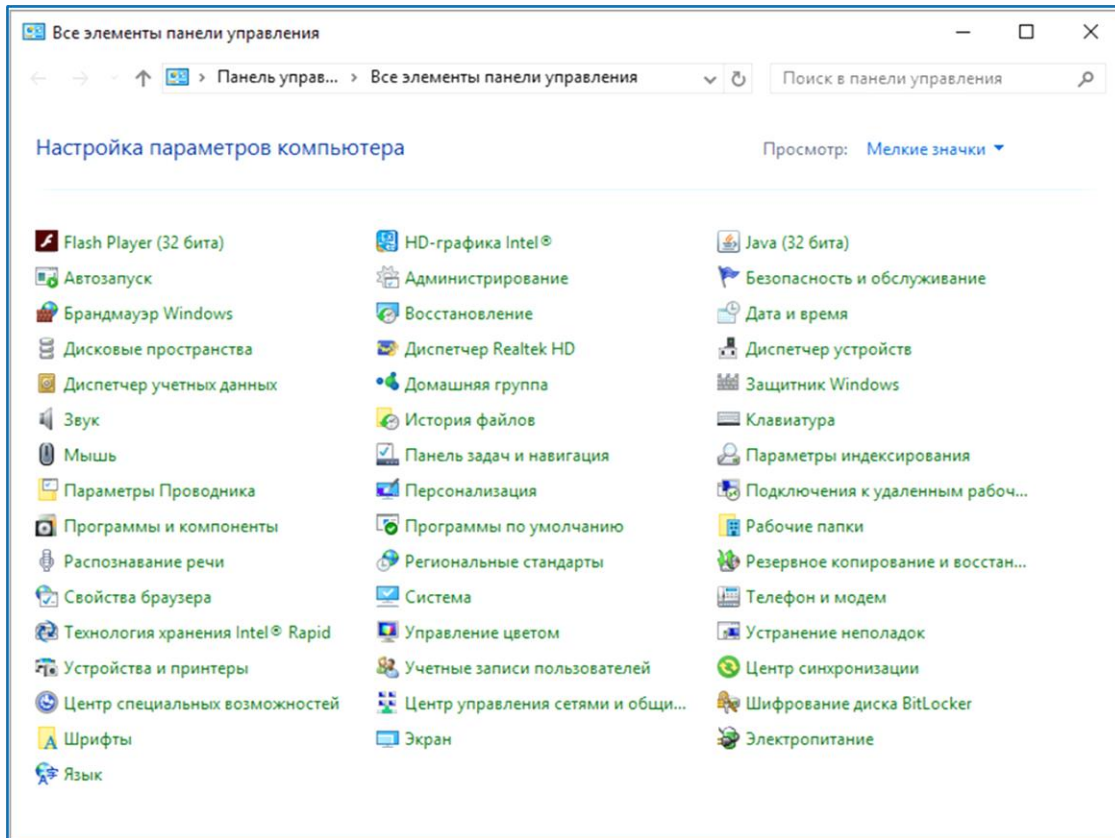 Все элементы панели управления
Панель управ... › Все элементы панели управления
Поиск в панели управления
Настройка параметров компьютера
Просмотр: Мелкие значки
Flash Player (32 бита) HD-графика Intel® Java (32 бита)
Автозапуск Администрирование Безопасность и обслуживание
Брандмауэр Windows Восстановление Дата и время
Дисковые пространства Диспетчер Realtek HD Диспетчер устройств
Диспетчер учетных данных Домашняя группа Защитник Windows
Звук История файлов Клавиатура
Мышь Панель задач и навигация Параметры индексирования
Параметры Проводника Персонализация Подключения к удаленным рабоч...
Программы и компоненты Программы по умолчанию Рабочие папки
Распознавание речи Региональные стандарты Резервное копирование и восстан...
Свойства браузера Система Телефон и модем
Технология хранения Intel® Rapid Управление цветом Устранение неполадок
Устройства и принтеры Учетные записи пользователей Центр синхронизации
Центр специальных возможностей Центр управления сетями и общи... Шифрование диска BitLocker
Шрифты Экран Электропитание
Язык